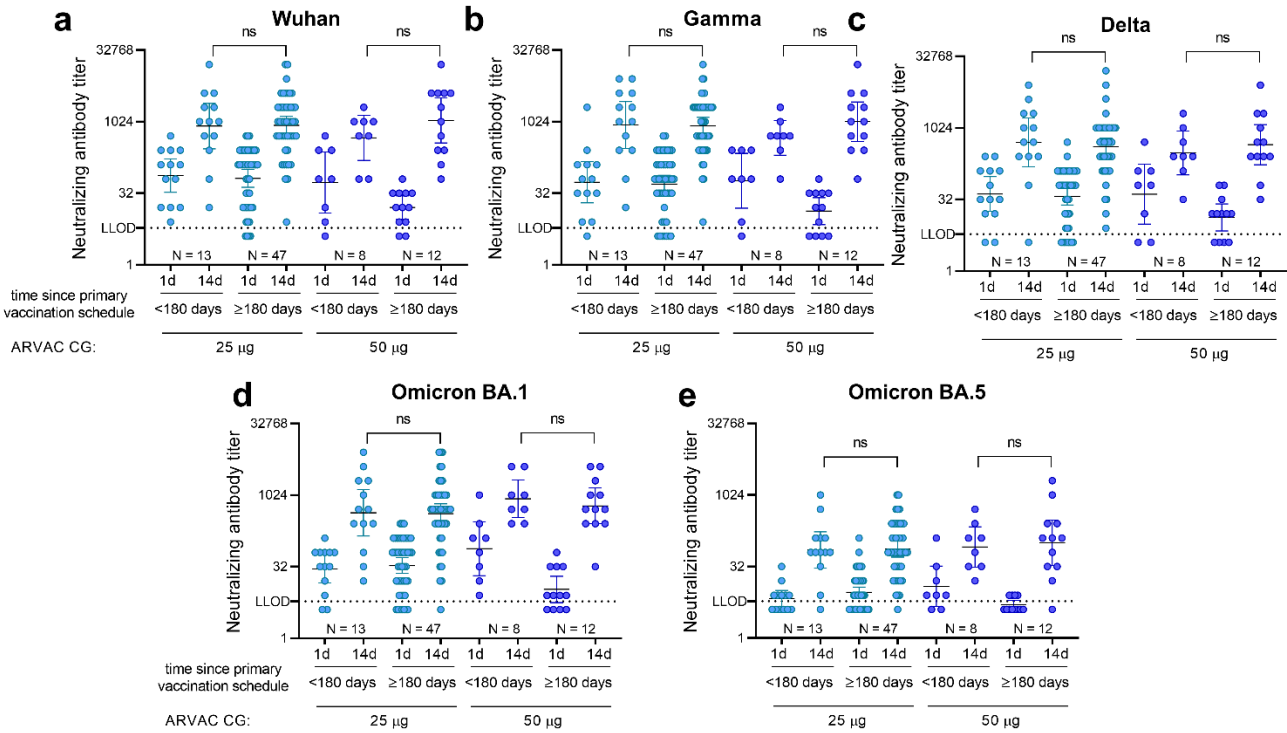 a
Wuhan
Neutralizing antibody titer
32768
1024
32
LLOD
1
ns
ns
N = 13
N = 47
N = 8
N = 12
1d 14d 1d 14d 1d 14d 1d 14d
time since primary
vaccination schedule
<180 days ≥180 days <180 days ≥180 days
ARVAC CG:
25 µg
50 µg
b
Gamma
Neutralizing antibody titer
32768
1024
32
LLOD
1
ns
ns
N = 13
N = 47
N = 8
N = 12
1d 14d 1d 14d 1d 14d 1d 14d
<180 days ≥180 days <180 days ≥180 days
25 µg
50 µg
c
Delta
Neutralizing antibody titer
32768
1024
32
LLOD
1
ns
ns
N = 13
N = 47
N = 8
N = 12
1d 14d 1d 14d 1d 14d 1d 14d
<180 days ≥180 days <180 days ≥180 days
25 µg
50 µg
d
Omicron BA.1
Neutralizing antibody titer
32768
1024
32
LLOD
1
ns
ns
N = 13
N = 47
N = 8
N = 12
1d 14d 1d 14d 1d 14d 1d 14d
time since primary
vaccination schedule
<180 days ≥180 days <180 days ≥180 days
ARVAC CG:
25 µg
50 µg
e
Omicron BA.5
Neutralizing antibody titer
32768
1024
32
LLOD
1
ns
ns
N = 13
N = 47
N = 8
N = 12
1d 14d 1d 14d 1d 14d 1d 14d
<180 days ≥180 days <180 days ≥180 days
25 µg
50 µg